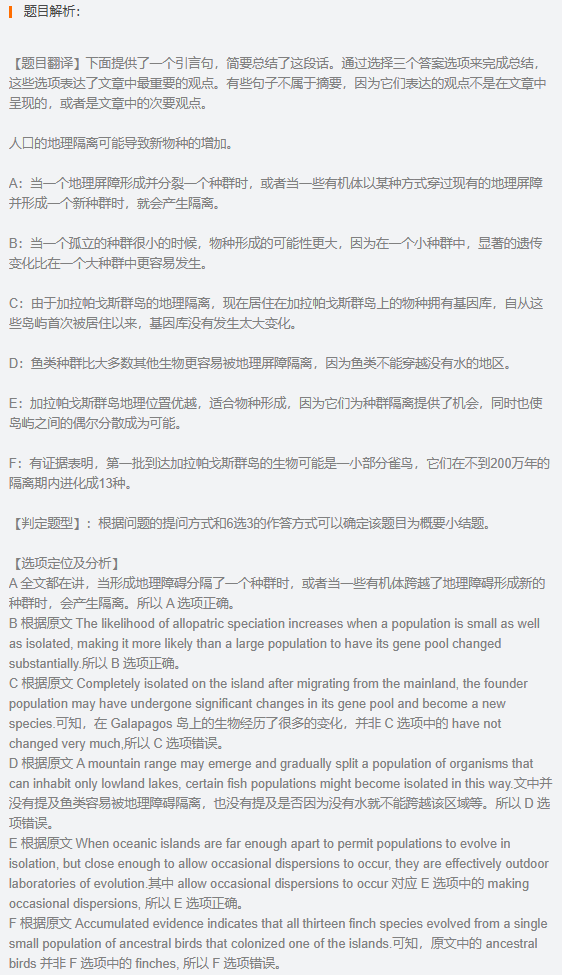 题目解析：
【题目翻译】下面提供了一个引言句，简要总结了这段话。通过选择三个答案选项来完成总结，
这些选项表达了文章中最重要的观点。有些句子不属于摘要，因为它们表达的观点不是在文章中
呈现的，或者是文章中的次要观点。
人口的地理隔离可能导致新物种的增加。
A：当一个地理屏障形成并分裂一个种群时，或者当一些有机体以某种方式穿过现有的地理屏障
并形成一个新种群时，就会产生隔离。
B：当一个孤立的种群很小的时候，物种形成的可能性更大，因为在一个小种群中，显著的遗传
变化比在一个大种群中更容易发生。
C：由于加拉帕戈斯群岛的地理隔离，现在居住在加拉帕戈斯群岛上的物种拥有基因库，自从这
些岛屿首次被居住以来，基因库没有发生太大变化。
D：鱼类种群比大多数其他生物更容易被地理屏障隔离，因为鱼类不能穿越没有水的地区。
E：加拉帕戈斯群岛地理位置优越，适合物种形成，因为它们为种群隔离提供了机会，同时也使
岛屿之间的偶尔分散成为可能。
F：有证据表明，第一批到达加拉帕戈斯群岛的生物可能是一小部分雀鸟，它们在不到200万年的
隔离期内进化成13种。
【判定题型】：根据问题的提问方式和6选3的作答方式可以确定该题目为概要小结题。
【选项定位及分析】
A 全文都在讲，当形成地理障碍分隔了一个种群时，或者当一些有机体跨越了地理障碍形成新的
种群时，会产生隔离。所以 A 选项正确。
B 根据原文 The likelihood of allopatric speciation increases when a population is small as well
as isolated, making it more likely than a large population to have its gene pool changed
substantially.所以 B 选项正确。
C 根据原文 Completely isolated on the island after migrating from the mainland, the founder
population may have undergone significant changes in its gene pool and become a new
species.可知，在 Galapagos 岛上的生物经历了很多的变化，并非 C 选项中的 have not
changed very much,所以 C 选项错误。
D 根据原文 A mountain range may emerge and gradually split a population of organisms that
can inhabit only lowland lakes, certain fish populations might become isolated in this way.文中并
没有提及鱼类容易被地理障碍隔离，也没有提及是否因为没有水就不能跨越该区域等。所以 D 选
项错误。
E 根据原文 When oceanic islands are far enough apart to permit populations to evolve in
isolation, but close enough to allow occasional dispersions to occur, they are effectively outdoor
laboratories of evolution.其中 allow occasional dispersions to occur 对应 E 选项中的 making
occasional dispersions, 所以 E 选项正确。
F 根据原文 Accumulated evidence indicates that all thirteen finch species evolved from a single
small population of ancestral birds that colonized one of the islands.可知，原文中的 ancestral
birds 并非 F 选项中的 finches, 所以 F 选项错误。